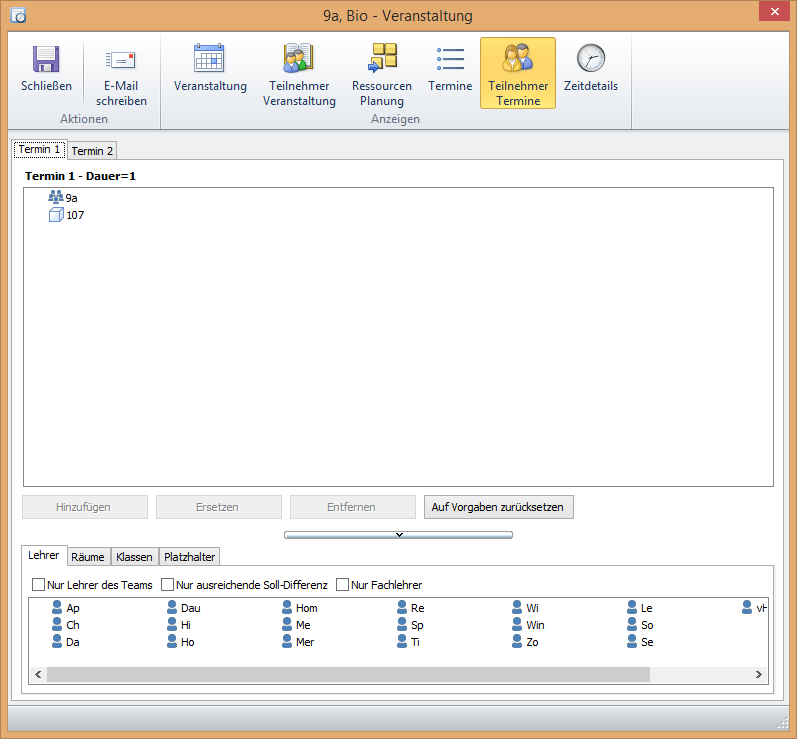 9a, Bio - Veranstaltung
Schließen
E-Mail
schreiben
Veranstaltung
Teilnehmer
Veranstaltung
Ressourcen
Planung
Termine
Teilnehmer
Termine
Zeitdetails
Aktionen
Anzeigen
Termin 1
Termin 2
Termin 1 - Dauer=1
9a
107
Hinzufügen
Ersetzen
Entfernen
Auf Vorgaben zurücksetzen
Lehrer
Räume
Klassen
Platzhalter
Nur Lehrer des Teams
Nur ausreichende Soll-Differenz
Nur Fachlehrer
Ap Dau Hom Re Wi Le
Ch Hi Me Sp Win So
Da Ho Mer Ti Zo Se